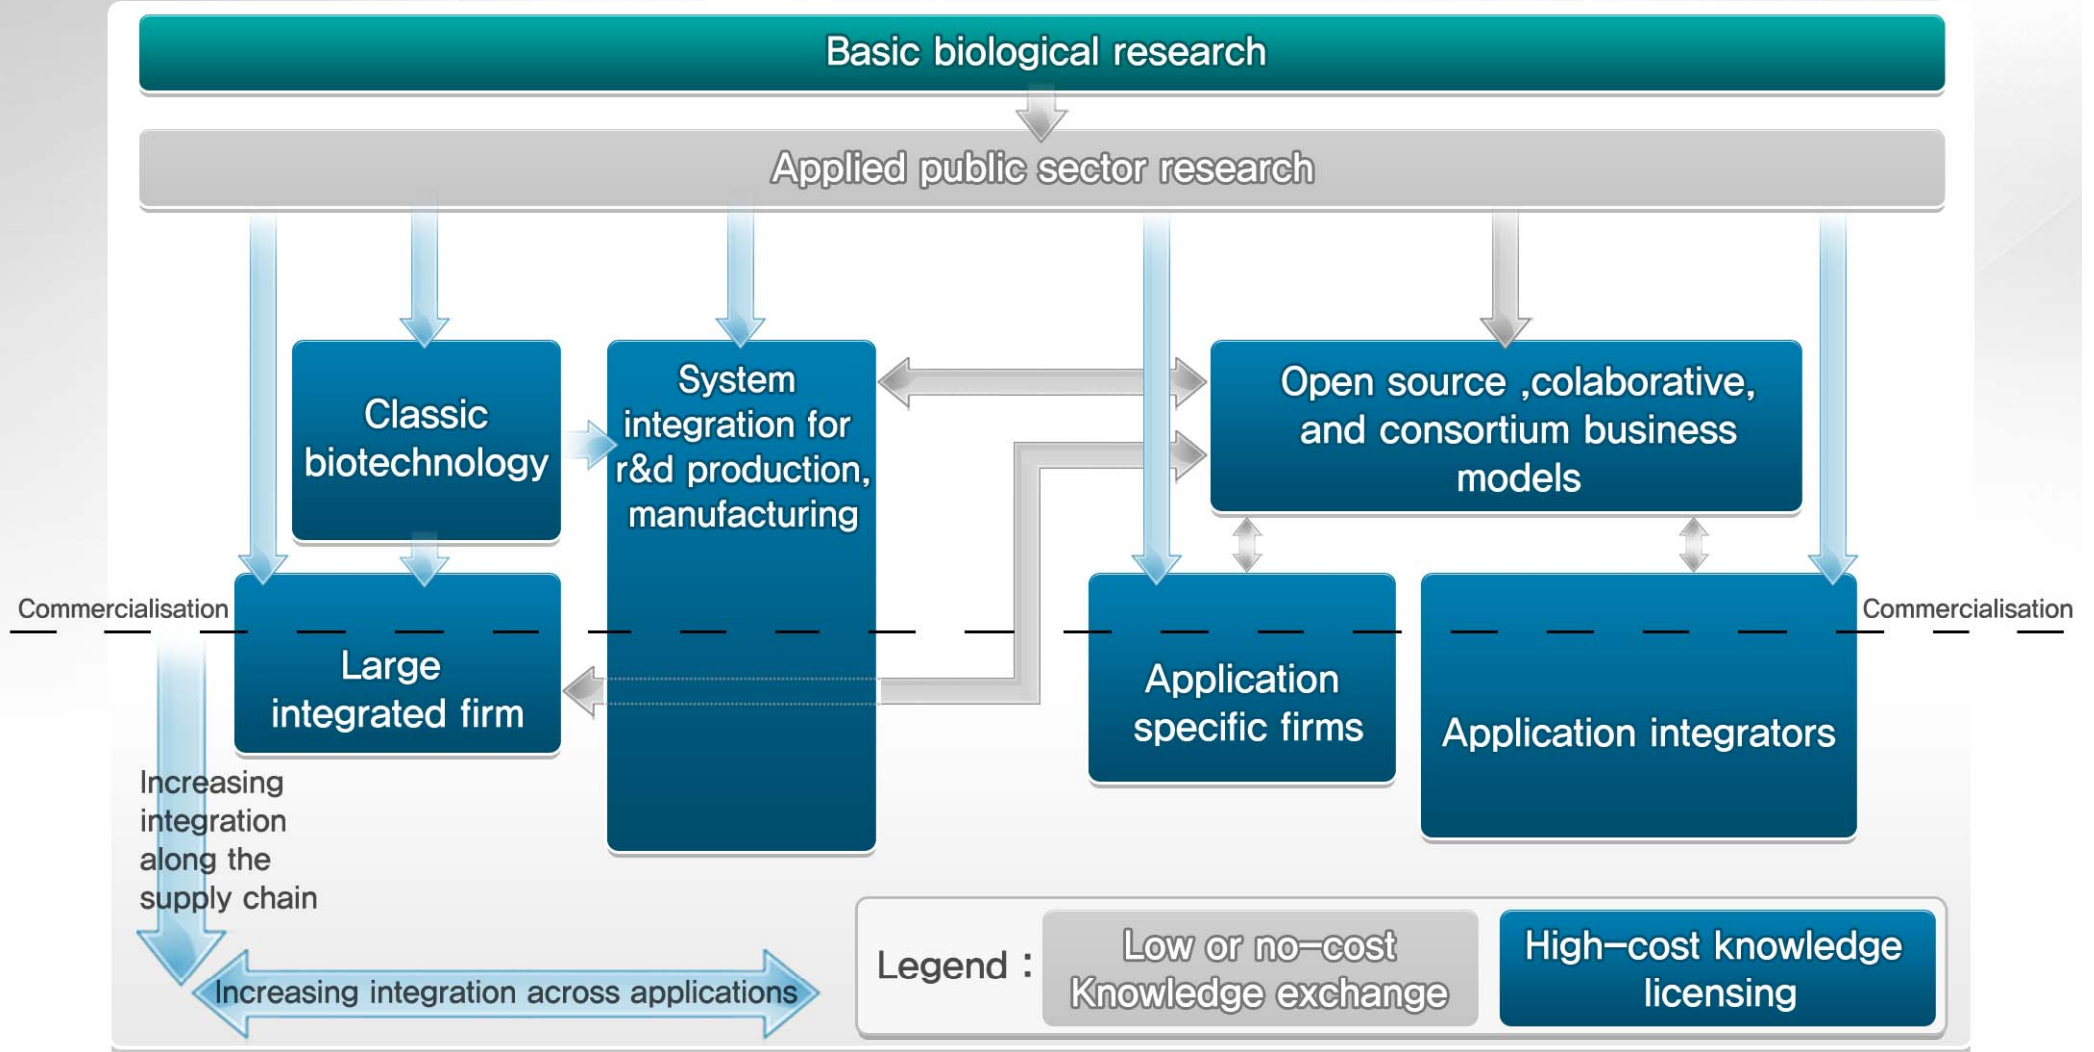 Basic biological research
Applied public sector research
Classic
biotechnology
System
integration for
r&d production,
manufacturing
Open source ,colaborative,
and consortium business
models
Commercialisation
Commercialisation
Large
integrated firm
Application
specific firms
Application integrators
Increasing
integration
along the
supply chain
Increasing integration across applications
Legend :
Low or no-cost
Knowledge exchange
High-cost knowledge
licensing